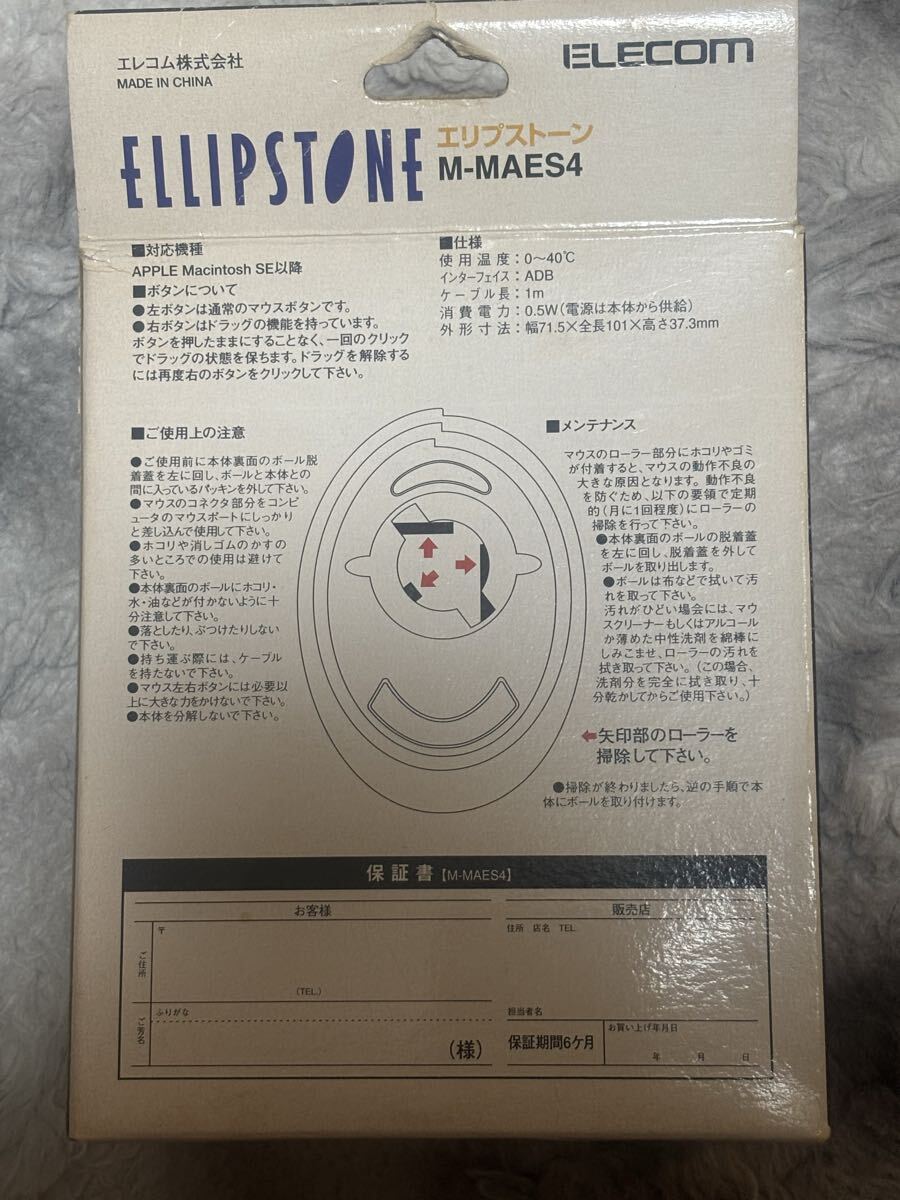 エレコム株式会社
MADE IN CHINA
ELECOM
ELLIPSTONE
エリプストーン
M-MAES4
■対応機種
APPLE Macintosh SE以降
■ボタンについて
●左ボタンは通常のマウスボタンです。
●右ボタンはドラッグの機能を持っています。
ボタンを押したままにすることなく、一回のクリック
でドラッグの状態を保ちます。ドラッグを解除する
には再度右のボタンをクリックして下さい。
■仕様
使用温度：0〜40℃
インターフェイス：ADB
ケーブル長：1m
消費電力：0.5W(電源は本体から供給)
外形寸法：幅71.5×全長101×高さ37.3mm
■ご使用上の注意
●ご使用前に本体裏面のボール脱
着蓋を左に回し、ボールと本体との
間に入っているパッキンを外して下さい。
●マウスのコネクタ部分をコンピ
ュータのマウスポートにしっかり
と差し込んで使用して下さい。
●ホコリや消しゴムのかすの
多いところでの使用は避けて
下さい。
●本体裏面のボールにホコリ・
水・油などが付かないように十
分注意して下さい。
●落としたり、ぶつけたりしない
で下さい。
●持ち運ぶ際には、ケーブル
を持たないで下さい。
●マウス左右ボタンには必要以
上に大きな力をかけないで下さい。
●本体を分解しないで下さい。
■メンテナンス
マウスのローラー部分にホコリやゴミ
が付着すると、マウスの動作不良の
大きな原因となります。動作不良
を防ぐため、以下の要領で定期
的(月に1回程度)にローラーの
掃除を行って下さい。
●本体裏面のボールの脱着蓋
を左に回し、脱着蓋を外して
ボールを取り出します。
●ボールは布などで拭いて汚
れを取って下さい。
汚れがひどい場合には、マウ
スクリーナーもしくはアルコール
か薄めた中性洗剤を綿棒に
しみこませ、ローラーの汚れを
拭き取って下さい。(この場合、
洗剤分を完全に拭き取り、十
分乾かしてからご使用下さい。)
←矢印部のローラーを
掃除して下さい。
●掃除が終わりましたら、逆の手順で本
体にボールを取り付けます。
保証書【M-MAES4】
お客様
ご住所
〒
(TEL.)
ご芳名
ふりがな
(様)
販売店
住所 店名 TEL.
担当者名
保証期間6ケ月
お買い上げ年月日
年 月 日